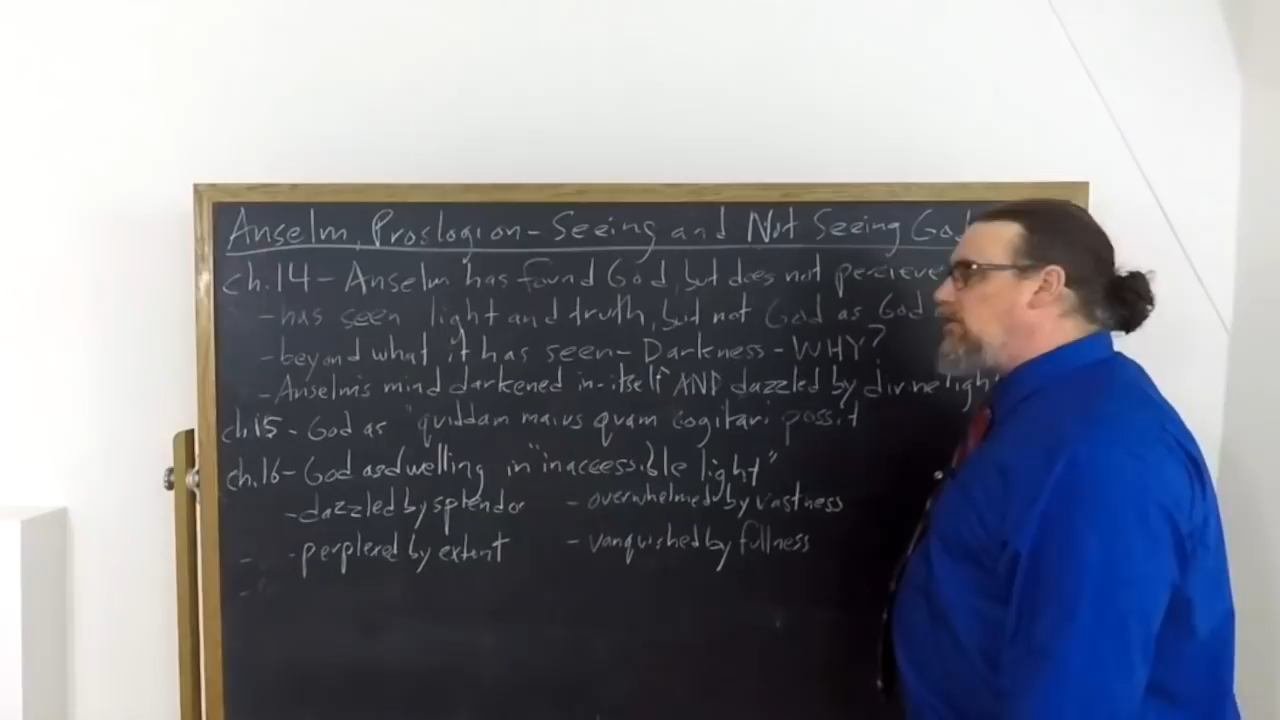 Anselm, Proslogion - Seeing and Not Seeing God
ch.14 - Anselm has found God, but does not percieve
- has seen light and truth, but not God as God
- beyond what it has seen - Darkness - WHY?
- Anselm's mind darkened in-itself AND dazzled by divine light
ch.15 - God as "quiddam maius quam cogitari possit
ch.16 - God as dwelling in "inaccessible light"
- dazzled by splendor - overwhelmed by vastness
- perplexed by extent - vanquished by fullness